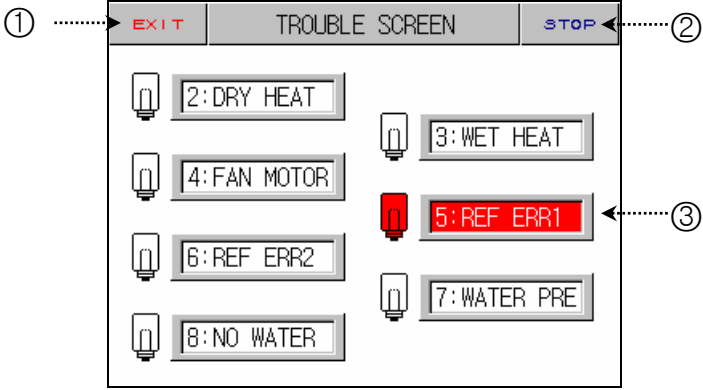 ① EXIT TROUBLE SCREEN STOP ②
2:DRY HEAT
3:WET HEAT
4:FAN MOTOR
5:REF ERR1 ③
6:REF ERR2
7:WATER PRE
8:NO WATER